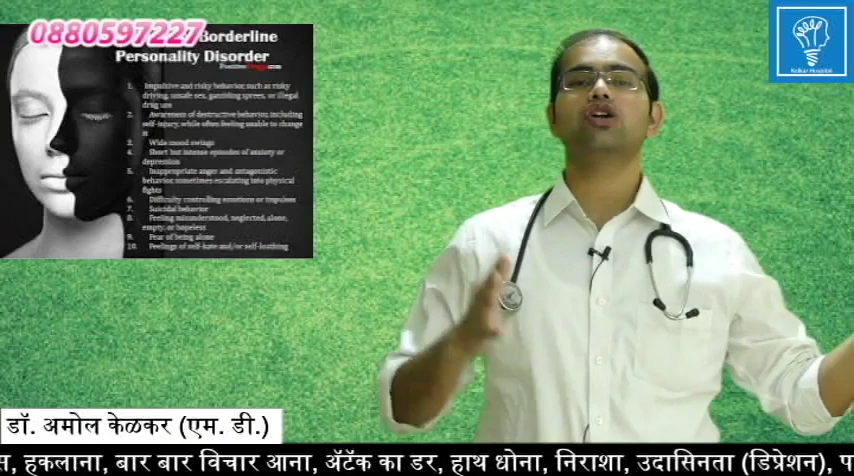 0880597227
Borderline
Personality Disorder
1. Impulsive and risky behavior, such as risky
driving, unsafe sex, gambling sprees, or illegal
drug use
2. Awareness of destructive behavior, including
self-injury, while often feeling unable to change
it
3. Wide mood swings
4. Short but intense episodes of anxiety or
depression
5. Inappropriate anger and antagonistic
behavior, sometimes escalating into physical
fights
6. Difficulty controlling emotions or impulses
7. Suicidal behavior
8. Feeling misunderstood, neglected, alone,
empty, or hopeless
9. Fear of being alone
10. Feelings of self-hate and/or self-loathing
Kelkar Hospital
डॉ. अमोल केळकर (एम. डी.)
हकलाना, बार बार विचार आना, अ‍ॅटॅक का डर, हाथ धोना, निराशा, उदासिनता (डिप्रेशन),